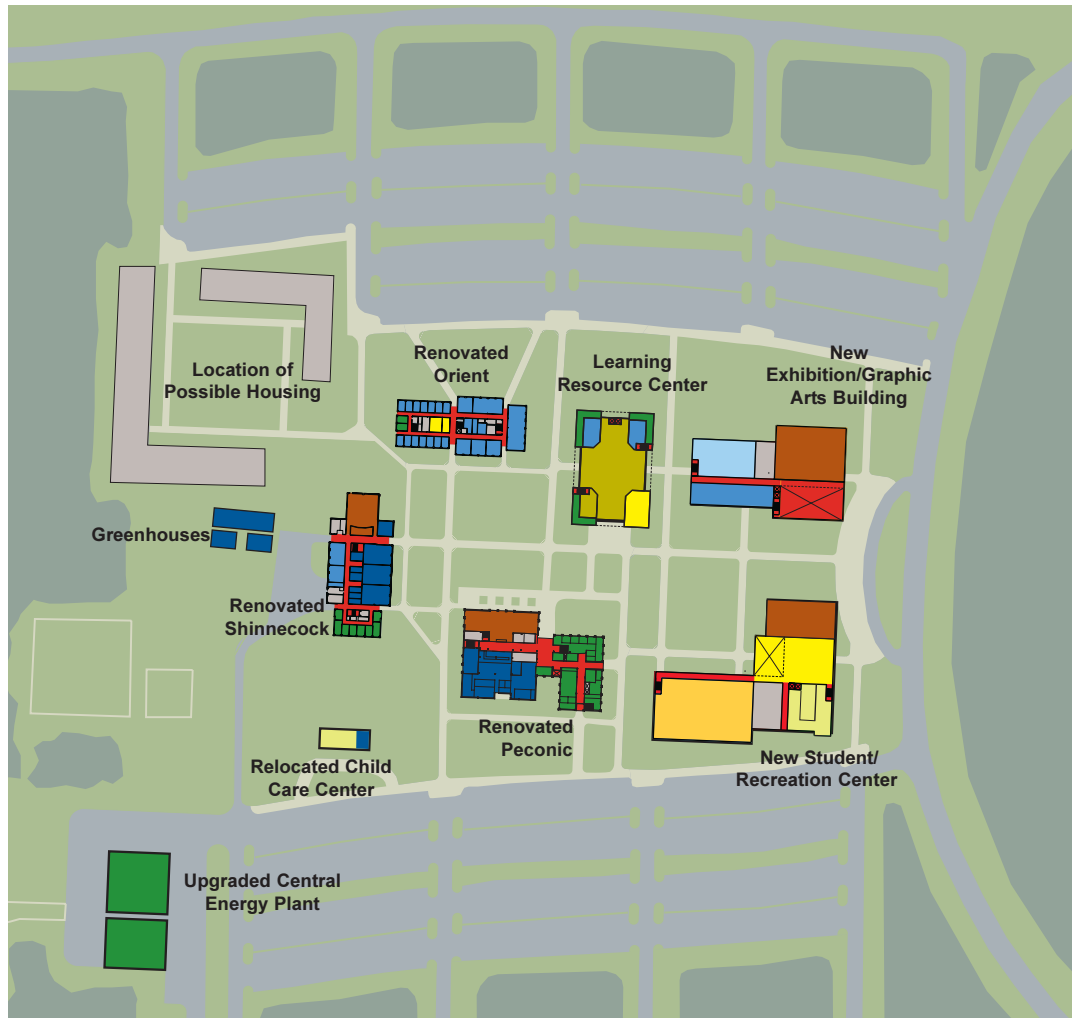 New
Exhibition/Graphic
Arts Building
Renovated
Orient
Learning
Resource Center
Location of
Possible Housing
Greenhouses
Renovated
Shinnecock
Renovated
Peconic
New Student/
Recreation Center
Relocated Child
Care Center
Upgraded Central
Energy Plant